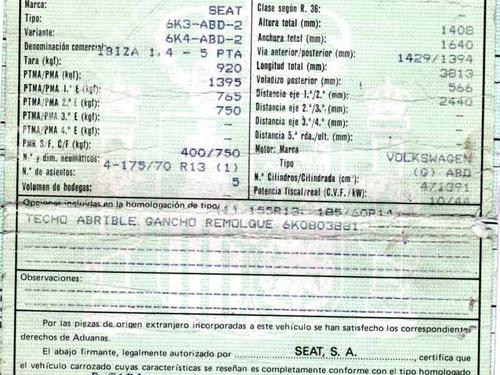 Marca: SEAT
Tipo: 6K3-ABD-2
Variante: 6K4-ABD-2
Denominación comercial: IBIZA 1,4 - 5 PTA
Tara (kgf): 920
PTMA/PMA (kgf): 1395
PTMA/PMA 1.° E (kgf): 765
PTMA/PMA 2.° E (kgf): 750
PTMA/PMA 3.° E (kgf): -
PTMA/PMA 4.° E (kgf): -
PMR S/F, C/F (kgf): 400/750
N.° y dim. neumáticos: 4-175/70 R13 (1)
N.° de asientos: 5
Volumen de bodegas:
Clase según R. 36: -
Altura total (mm): 1408
Anchura total (mm): 1640
Vía anterior/posterior (mm): 1429/1394
Longitud total (mm): 3813
Voladizo posterior (mm): 566
Distancia eje 1.°/2.° (mm): 2440
Distancia eje 2.°/3.° (mm): -
Distancia eje 3.°/4.° (mm): -
Distancia 5.ª rda./ult. (mm): -
Motor: Marca VOLKSWAGEN
Tipo (G) ABD
N.° Cilindros/Cilindrada (cm³): 4/1391
Potencia fiscal/real (C.V.F./ kW): 10/44
Opciones incluidas en la homologación de tipo: 155R13. 185/60R14
TECHO ABRIBLE GANCHO REMOLQUE 6K0803881
Observaciones:
Por las piezas de origen extranjero incorporadas a este vehículo se han satisfecho los correspondientes
derechos de Aduanas.
El abajo firmante, legalmente autorizado por SEAT, S. A. , certifica que
el vehículo carrozado cuyas características se reseñan es completamente conforme con el tipo homologado